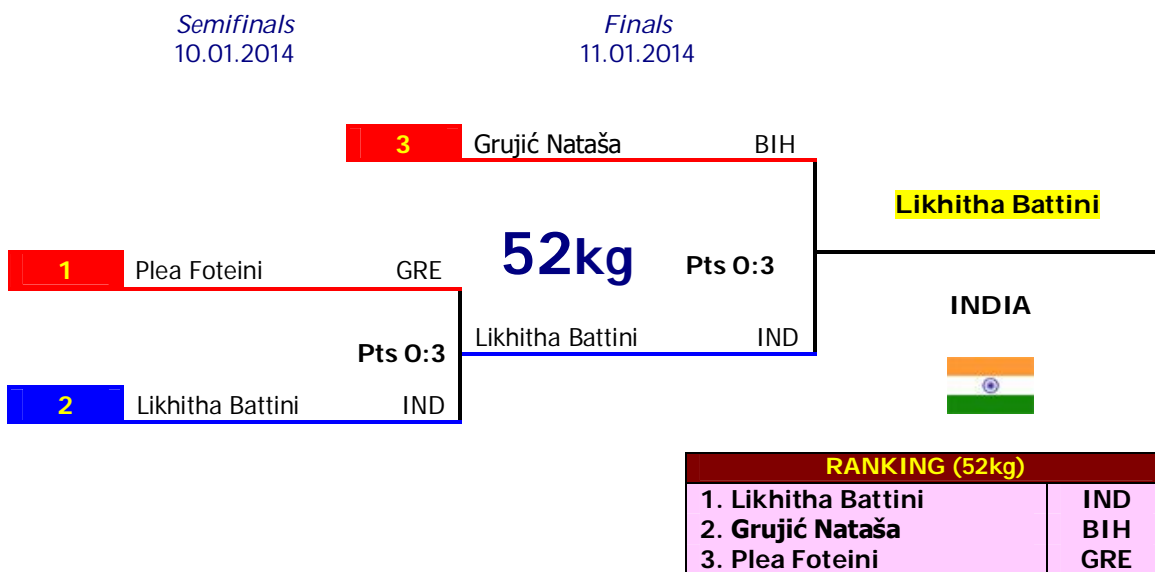 Semifinals Finals
10.01.2014 11.01.2014
3 Grujić Nataša BIH
Likhitha Battini
1 Plea Foteini GRE 52kg Pts 0:3
INDIA
Likhitha Battini IND
Pts 0:3
2 Likhitha Battini IND
RANKING (52kg)
1. Likhitha Battini IND
2. Grujić Nataša BIH
3. Plea Foteini GRE